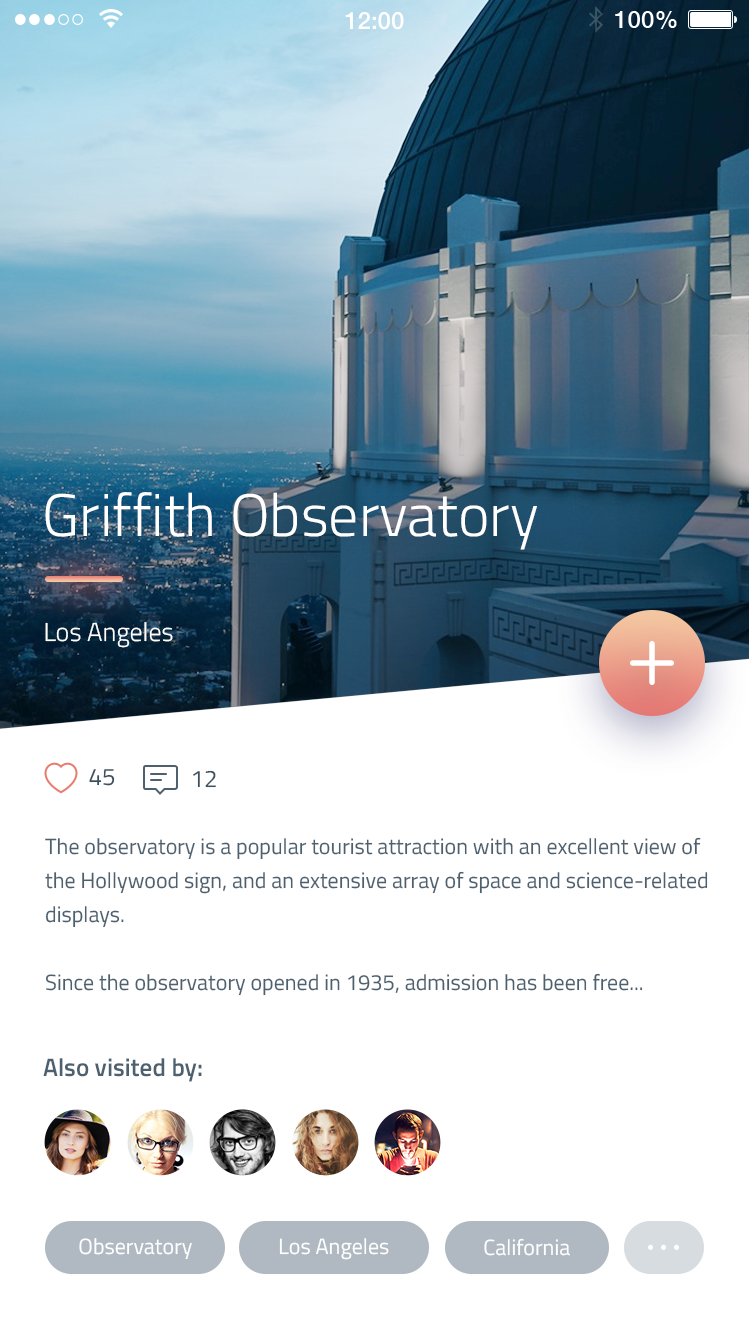 12:00
100%
Griffith Observatory
Los Angeles
45
12
The observatory is a popular tourist attraction with an excellent view of
the Hollywood sign, and an extensive array of space and science-related
displays.
Since the observatory opened in 1935, admission has been free...
Also visited by:
Observatory
Los Angeles
California
...